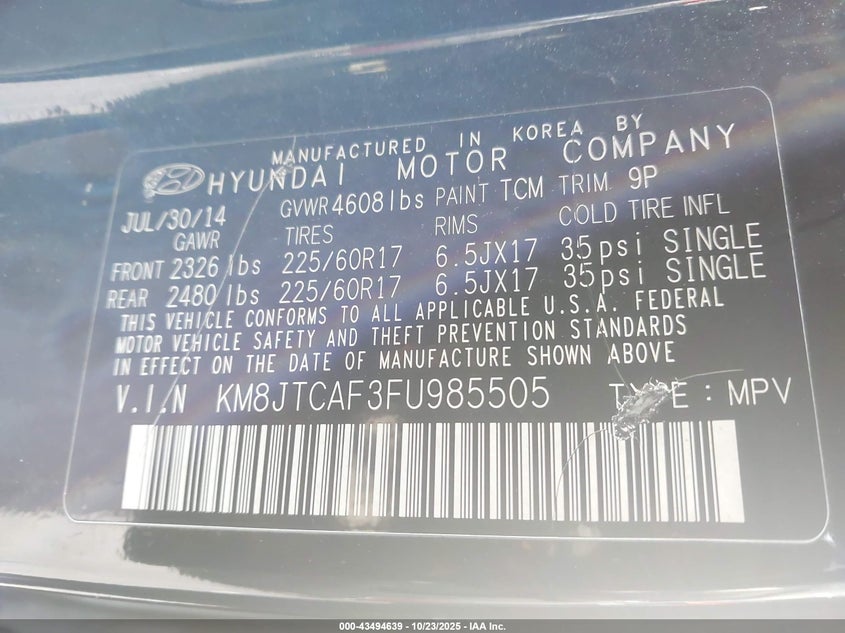 MANUFACTURED IN KOREA BY
HYUNDAI MOTOR COMPANY
JUL/30/14 GVWR 4608lbs PAINT TCM TRIM 9P
GAWR TIRES RIMS COLD TIRE INFL
FRONT 2326 lbs 225/60R17 6.5JX17 35psi SINGLE
REAR 2480 lbs 225/60R17 6.5JX17 35psi SINGLE
THIS VEHICLE CONFORMS TO ALL APPLICABLE U.S.A. FEDERAL
MOTOR VEHICLE SAFETY AND THEFT PREVENTION STANDARDS
IN EFFECT ON THE DATE OF MANUFACTURE SHOWN ABOVE
V.I.N KM8JTCAF3FU985505 TYPE : MPV
000-43494639 - 10/23/2025 - IAA Inc.